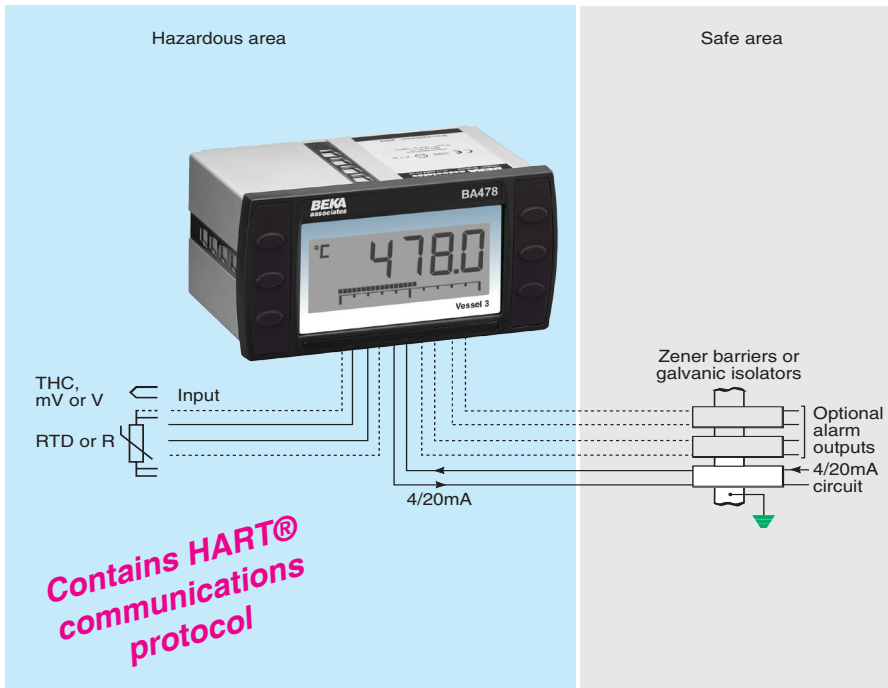 Hazardous area
Safe area
BEKA
associates
BA478
°C
478.0
Vessel 3
Zener barriers or
galvanic isolators
THC,
mV or V
Input
RTD or R
Optional
alarm
outputs
4/20mA
circuit
4/20mA
Contains HART®
communications
protocol